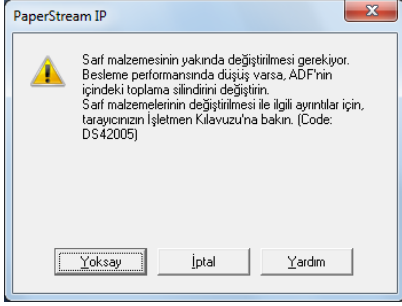 PaperStream IP
Sarf malzemesinin yakında değiştirilmesi gerekiyor.
Besleme performansında düşüş varsa, ADF'nin
içindeki toplama silindirini değiştirin.
Sarf malzemelerinin değiştirilmesi ile ilgili ayrıntılar için,
tarayıcınızın İşletmen Kılavuzu'na bakın. (Code:
DS42005)
Yoksay İptal Yardım